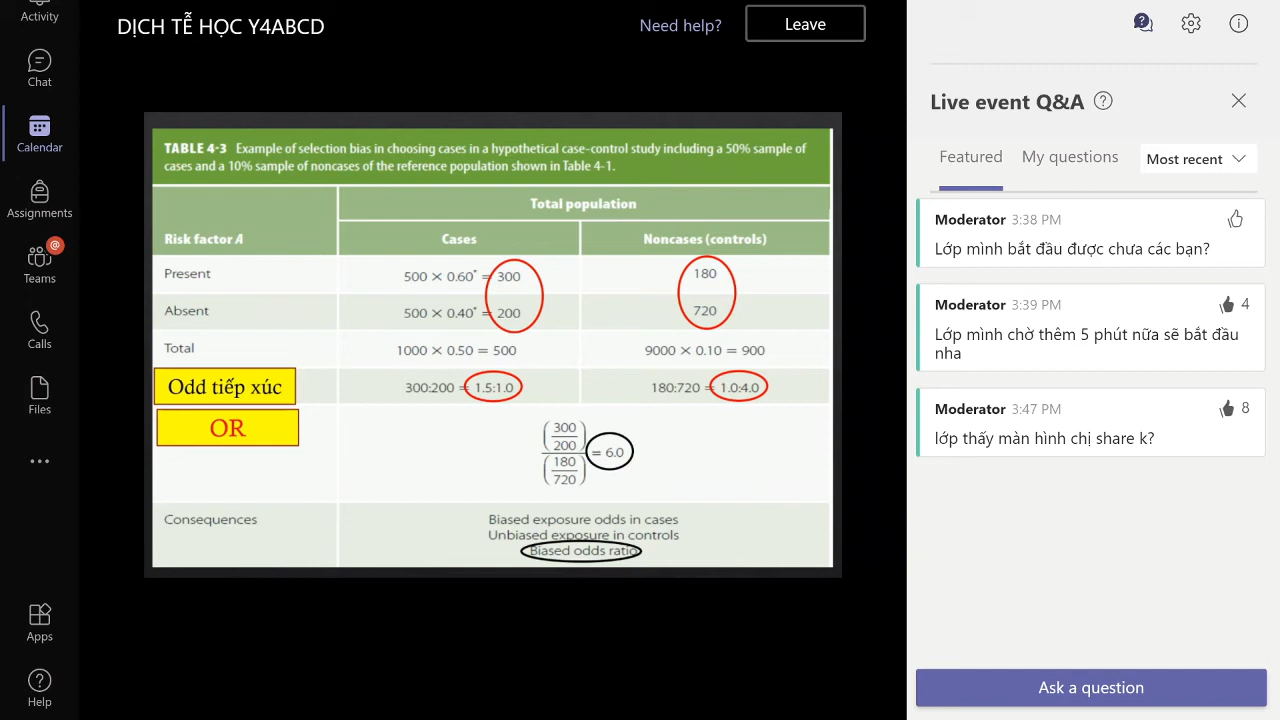 Activity
Chat
Calendar
Assignments
Teams
Calls
Files
Apps
Help
DỊCH TỄ HỌC Y4ABCD
Need help?
Leave
TABLE 4-3 Example of selection bias in choosing cases in a hypothetical case-control study including a 50% sample of
cases and a 10% sample of noncases of the reference population shown in Table 4-1.
Total population
Risk factor A Cases Noncases (controls)
Present 500 × 0.60* = 300 180
Absent 500 × 0.40* = 200 720
Total 1000 × 0.50 = 500 9000 × 0.10 = 900
Odd tiếp xúc 300:200 = 1.5:1.0 180:720 = 1.0:4.0
OR
(300/200)/(180/720) = 6.0
Consequences Biased exposure odds in cases
Unbiased exposure in controls
Biased odds ratio
Live event Q&A
Featured My questions Most recent
Moderator 3:38 PM
Lớp mình bắt đầu được chưa các bạn?
Moderator 3:39 PM 4
Lớp mình chờ thêm 5 phút nữa sẽ bắt đầu
nha
Moderator 3:47 PM 8
lớp thấy màn hình chị share k?
Ask a question